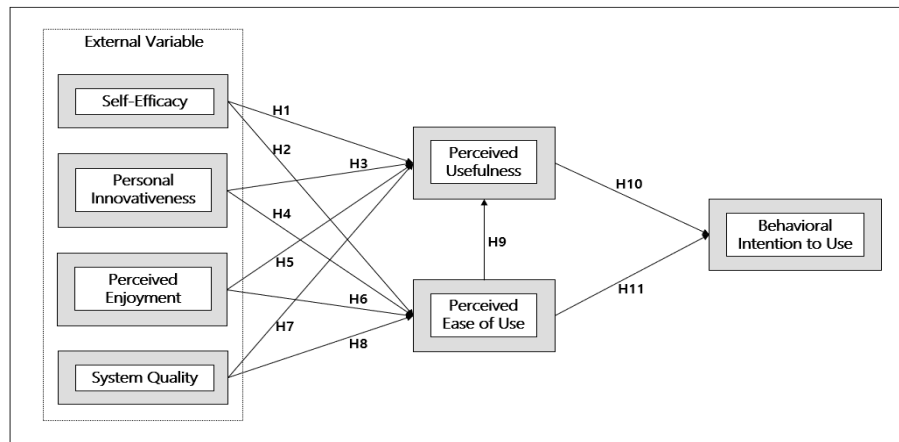 External Variable
Self-Efficacy
Personal
Innovativeness
Perceived
Enjoyment
System Quality
H1
H2
H3
H4
H5
H6
H7
H8
Perceived
Usefulness
H9
Perceived
Ease of Use
H10
H11
Behavioral
Intention to Use